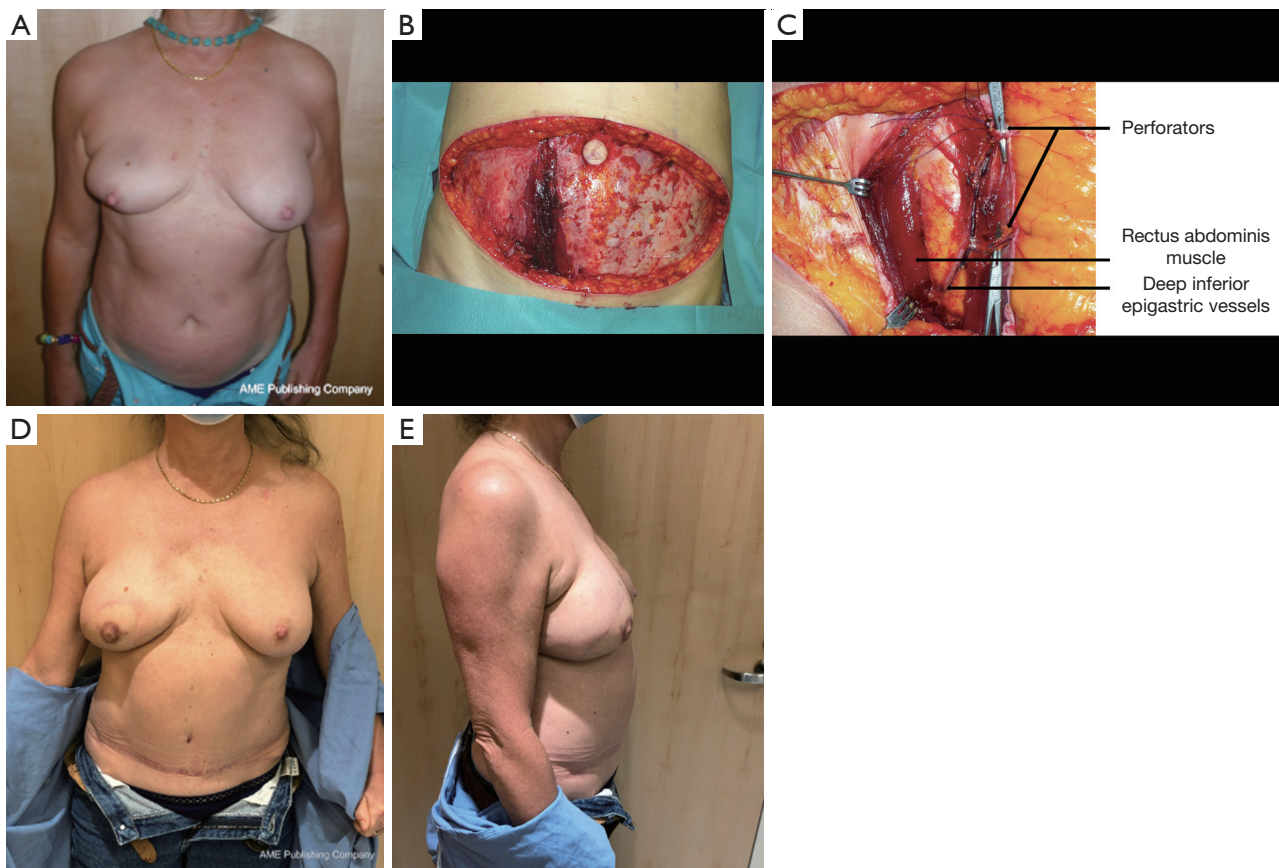 A
B
C
Perforators
Rectus abdominis
muscle
Deep inferior
epigastric vessels
AME Publishing Company
D
E
AME Publishing Company